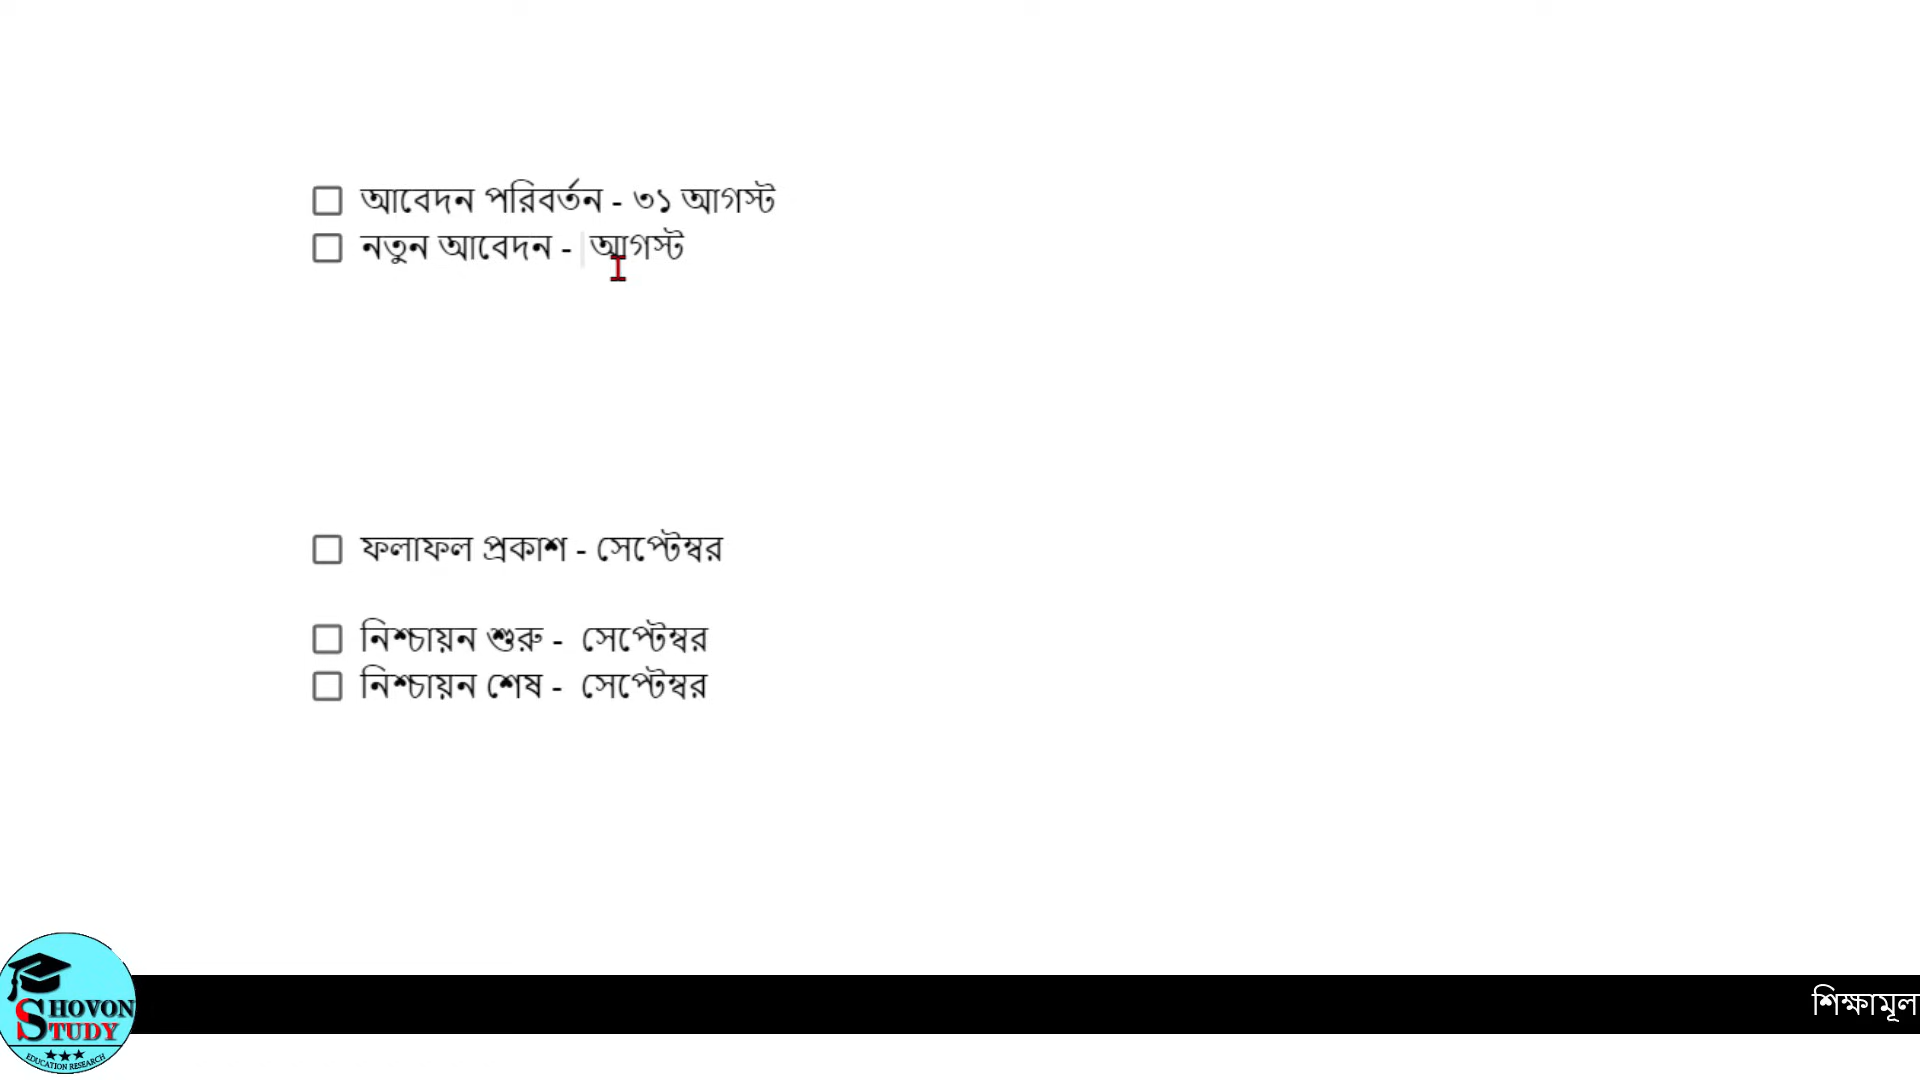 আবেদন পরিবর্তন - ৩১ আগস্ট
নতুন আবেদন - আগস্ট
ফলাফল প্রকাশ - সেপ্টেম্বর
নিশ্চায়ন শুরু - সেপ্টেম্বর
নিশ্চায়ন শেষ - সেপ্টেম্বর
SHOVON
STUDY
EDUCATION RESEARCH
শিক্ষামূল